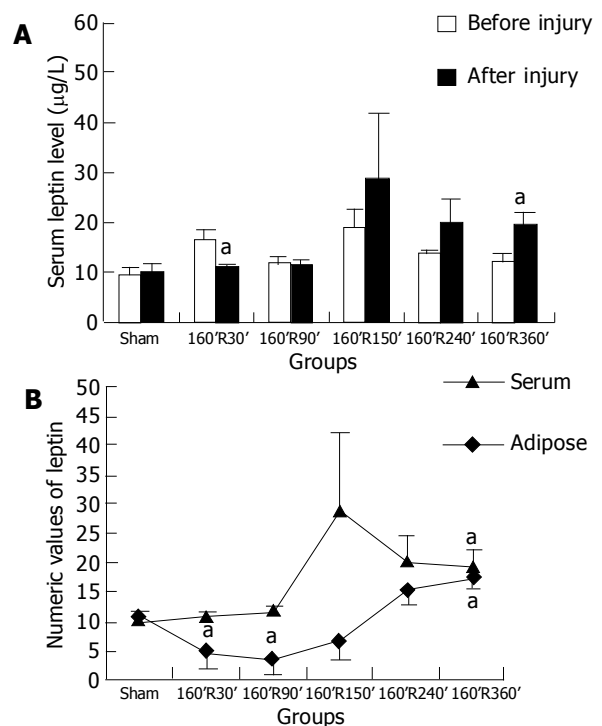 A
Serum leptin level (μg/L)
60
50
40
30
20
10
0
Before injury
After injury
a
a
Sham 160'R30' 160'R90' 160'R150' 160'R240' 160'R360'
Groups
B
Numeric values of leptin
50
45
40
35
30
25
20
15
10
5
0
Serum
Adipose
a
a
a
a
Sham 160'R30' 160'R90' 160'R150' 160'R240' 160'R360'
Groups